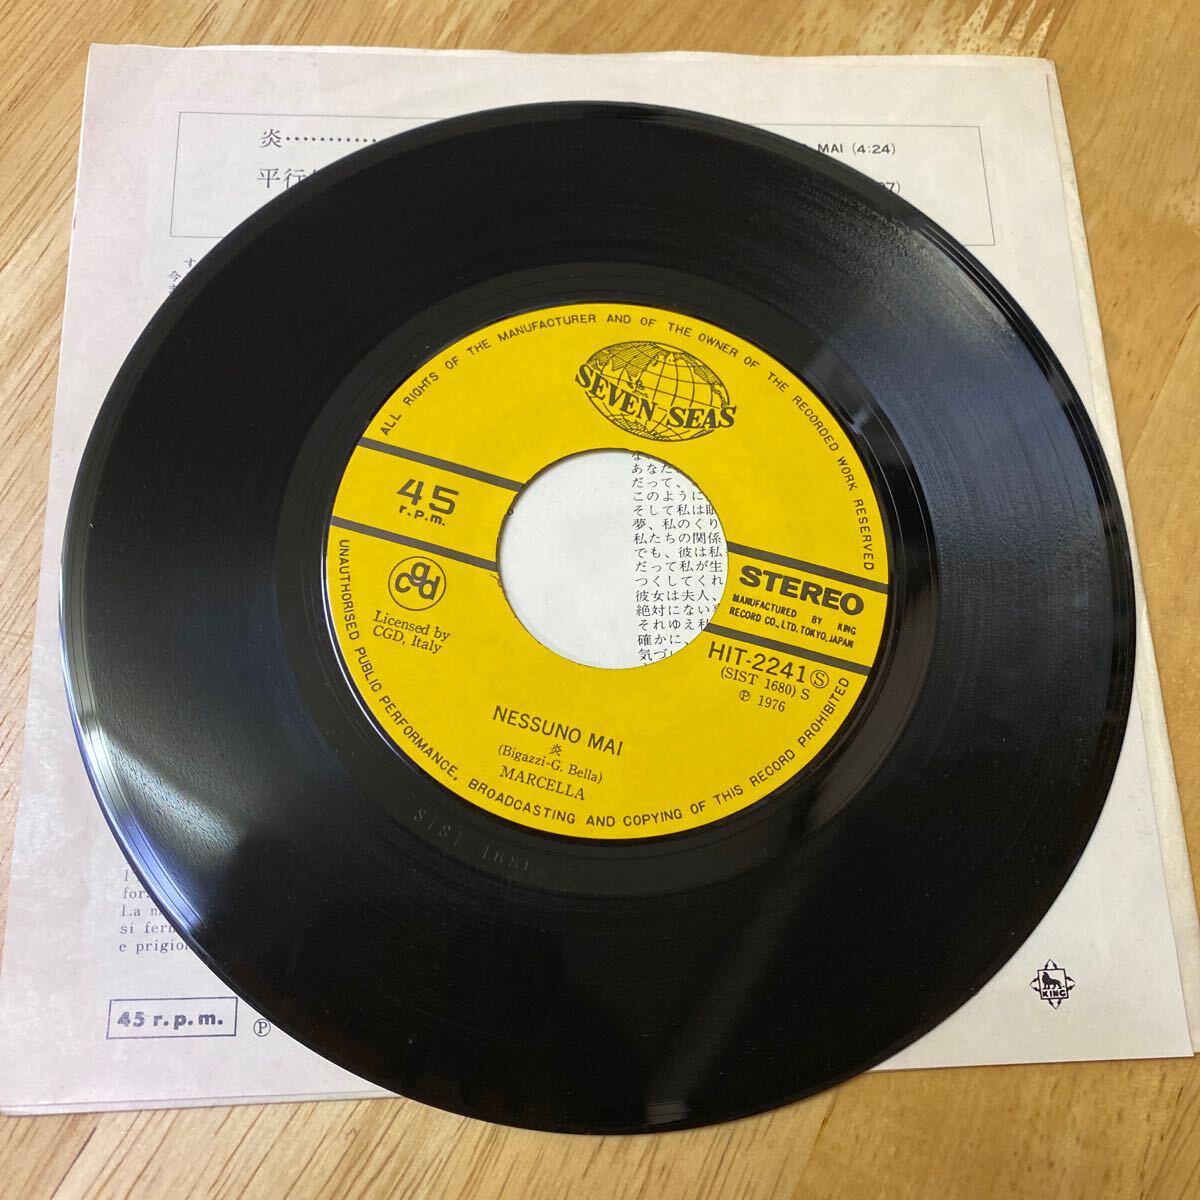 炎…………
MAI (4:24)
平行
ALL RIGHTS OF THE MANUFACTURER AND OF THE OWNER OF THE RECORDED WORK RESERVED
SEVEN SEAS
45
r.p.m.
cgd
Licensed by
CGD, Italy
STEREO
MANUFACTURED BY KING
RECORD CO., LTD. TOKYO, JAPAN
HIT-2241Ⓢ
(SIST 1680) S
Ⓟ 1976
NESSUNO MAI
炎
(Bigazzi-G. Bella)
MARCELLA
UNAUTHORISED PUBLIC PERFORMANCE, BROADCASTING AND COPYING OF THIS RECORD PROHIBITED
あなた
だって、
このように
そして私は
夢、私のくり
私たちの関係
でも、彼は私
だって私が生
つくしてくれ
彼女は夫人、
絶対にない
それゆえ私
確かに、
気づ
for
La
si fer
e prigio
45 r.p.m.
Ⓟ
KING